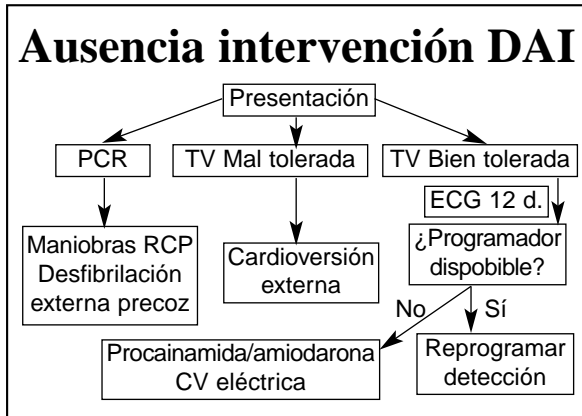 Ausencia intervención DAI
Presentación
PCR
TV Mal tolerada
TV Bien tolerada
ECG 12 d.
Maniobras RCP
Desfibrilación
externa precoz
Cardioversión
externa
¿Programador
dispobible?
No
Sí
Procainamida/amiodarona
CV eléctrica
Reprogramar
detección